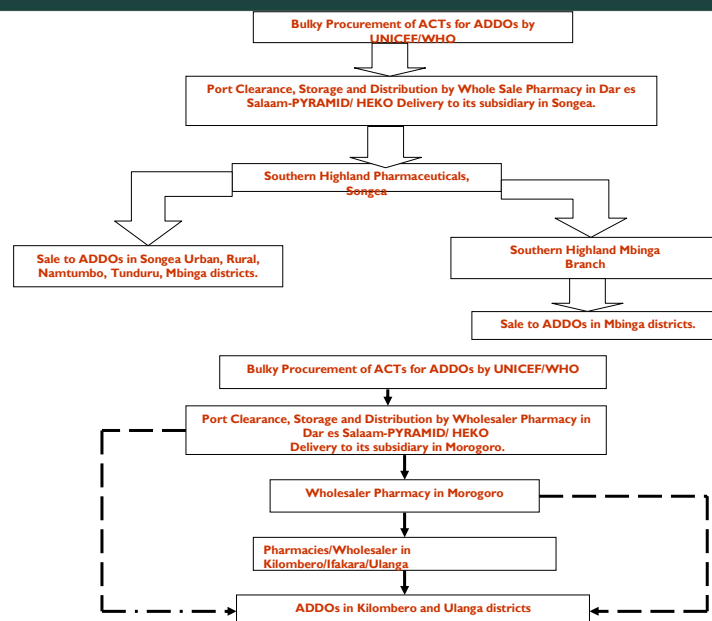 Bulky Procurement of ACTs for ADDOs by
UNICEF/WHO
Port Clearance, Storage and Distribution by Whole Sale Pharmacy in Dar es
Salaam-PYRAMID/ HEKO Delivery to its subsidiary in Songea.
Southern Highland Pharmaceuticals,
Songea
Sale to ADDOs in Songea Urban, Rural,
Namtumbo, Tunduru, Mbinga districts.
Southern Highland Mbinga
Branch
Sale to ADDOs in Mbinga districts.
Bulky Procurement of ACTs for ADDOs by UNICEF/WHO
Port Clearance, Storage and Distribution by Wholesaler Pharmacy in
Dar es Salaam-PYRAMID/ HEKO
Delivery to its subsidiary in Morogoro.
Wholesaler Pharmacy in Morogoro
Pharmacies/Wholesaler in
Kilombero/Ifakara/Ulanga
ADDOs in Kilombero and Ulanga districts